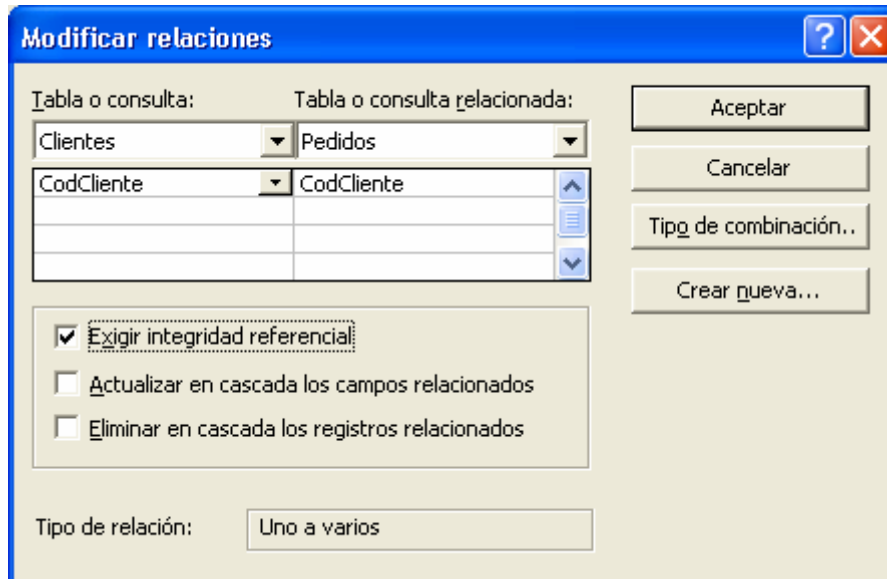 Modificar relaciones
Tabla o consulta:
Tabla o consulta relacionada:
Clientes
Pedidos
CodCliente
CodCliente
Aceptar
Cancelar
Tipo de combinación..
Crear nueva...
Exigir integridad referencial
Actualizar en cascada los campos relacionados
Eliminar en cascada los registros relacionados
Tipo de relación:
Uno a varios